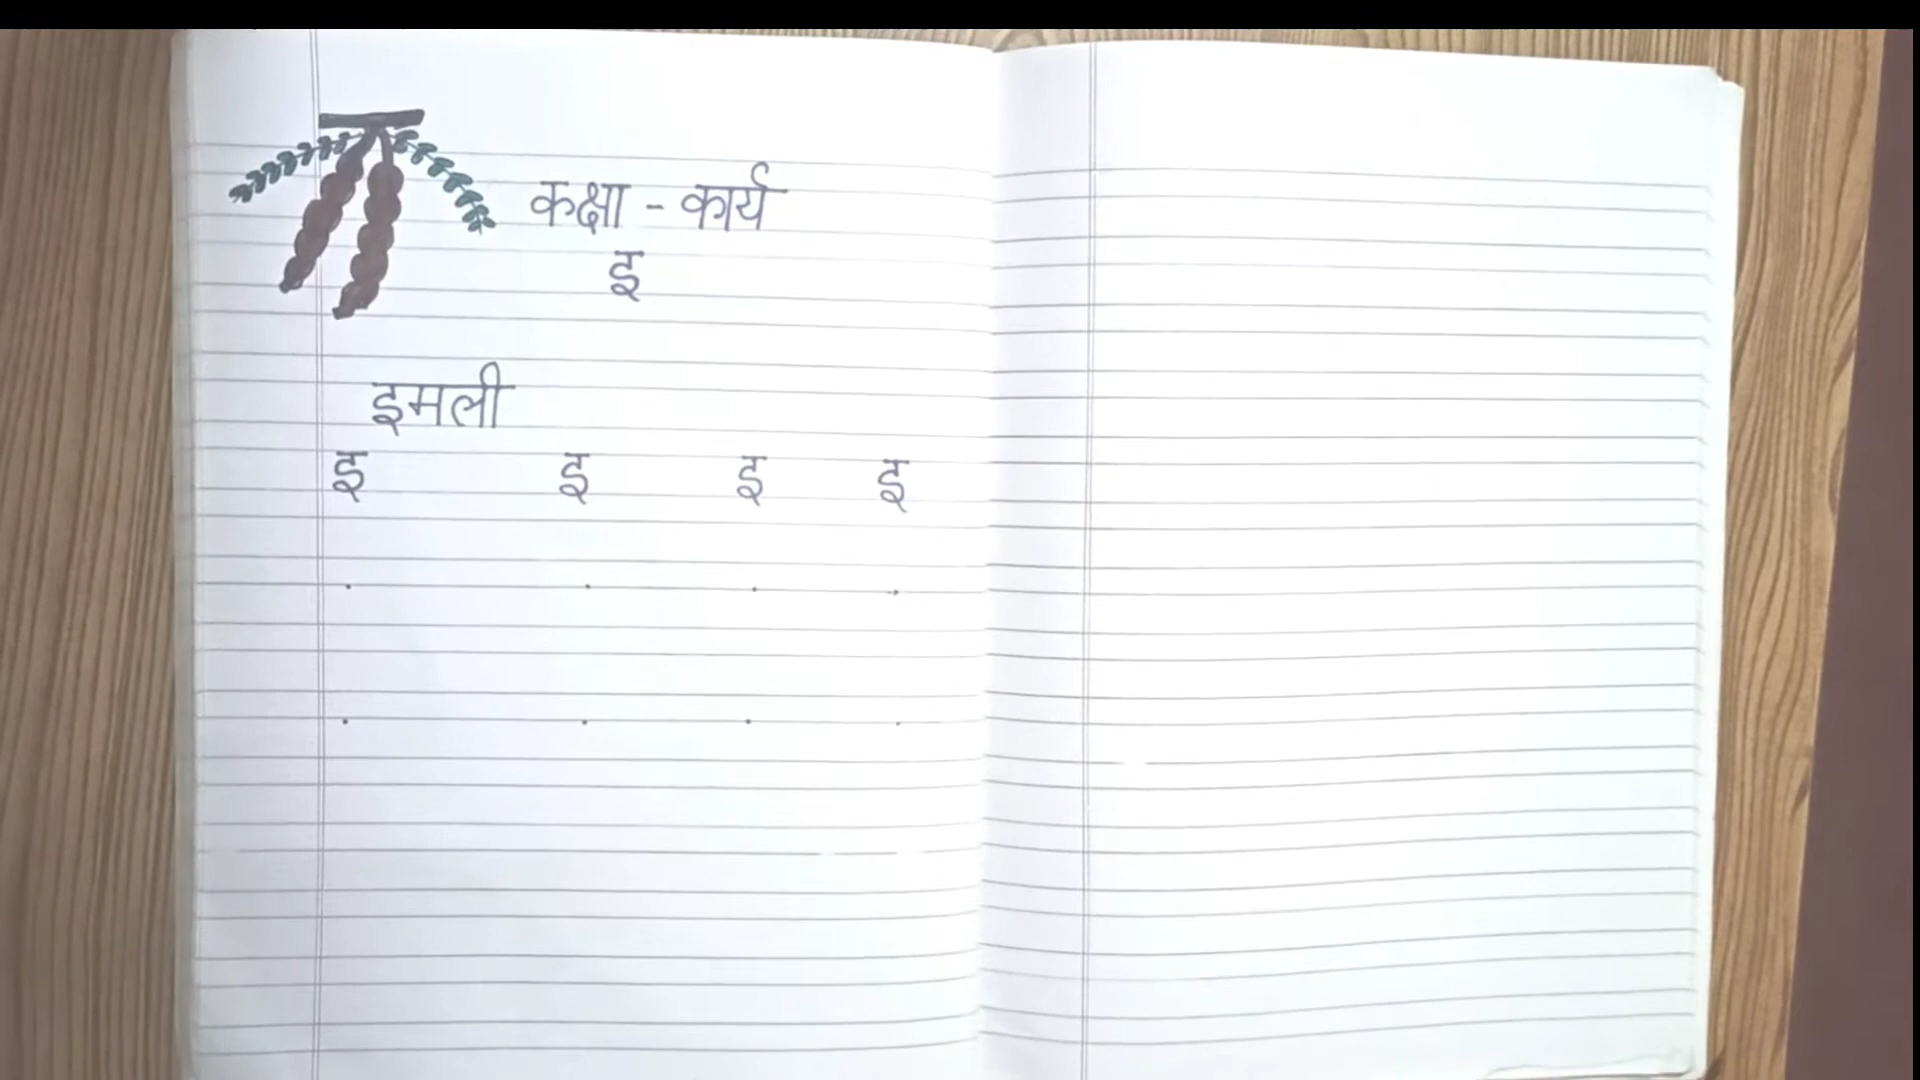 कक्षा - कार्य
इ
इमली
इ इ इ इ